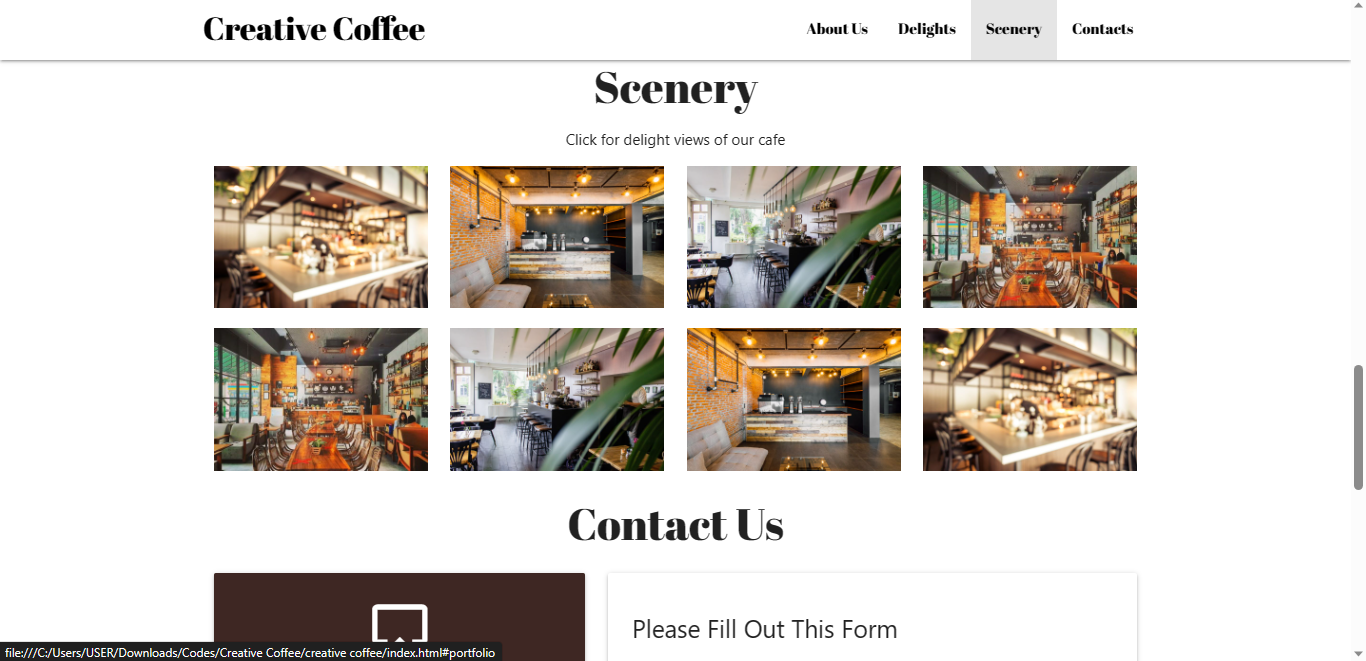 Creative Coffee
About Us
Delights
Scenery
Contacts
Scenery
Click for delight views of our cafe
Contact Us
Please Fill Out This Form
file:///C:/Users/USER/Downloads/Codes/Creative Coffee/creative coffee/index.html#portfolio